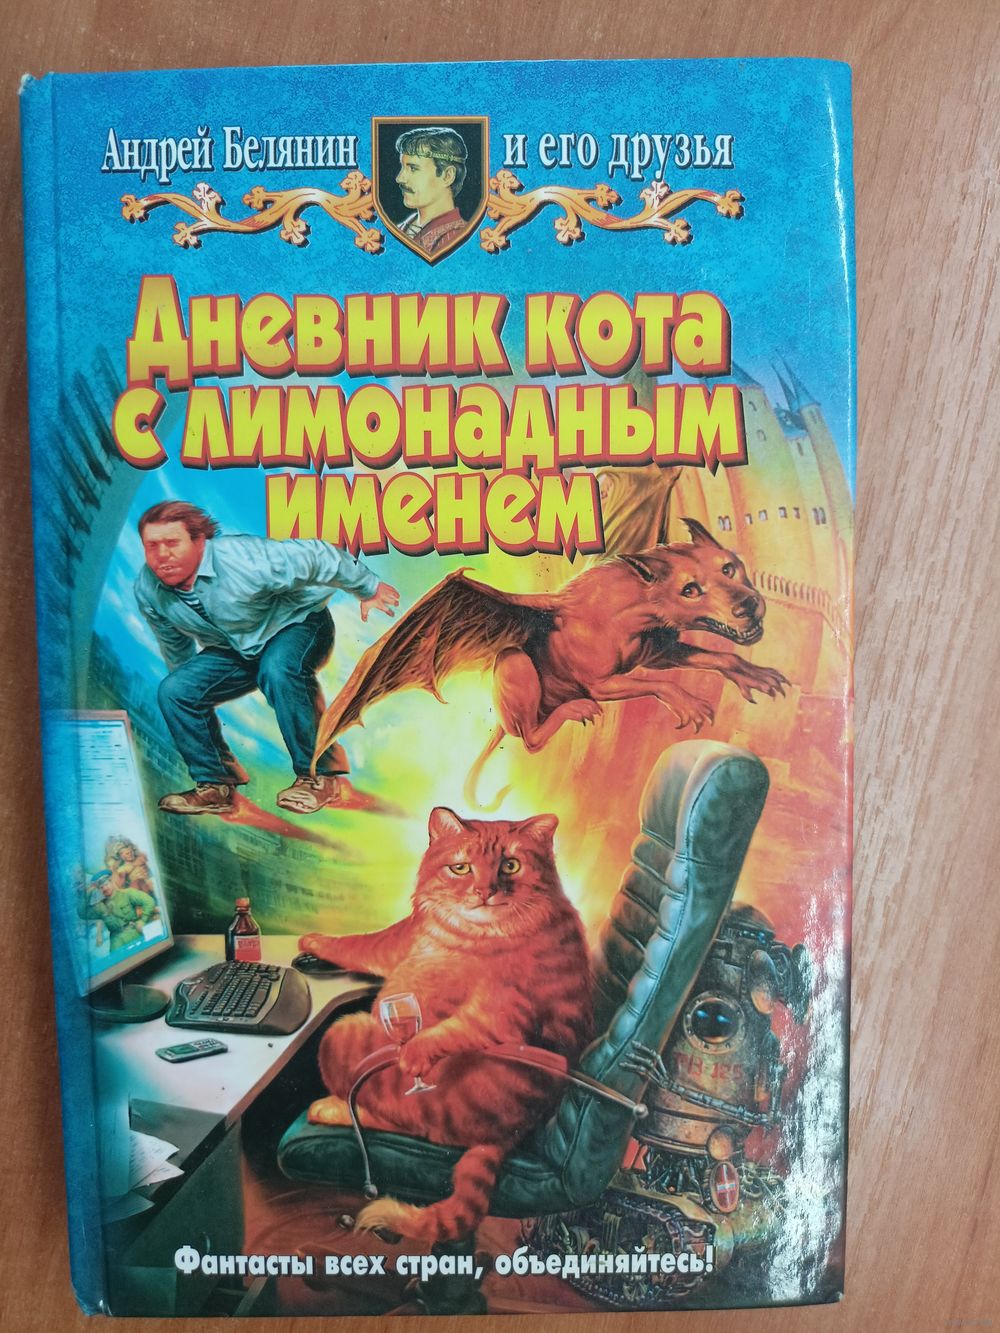 Андрей Белянин и его друзья
Дневник кота
с лимонадным
именем
Фантасты всех стран, объединяйтесь!